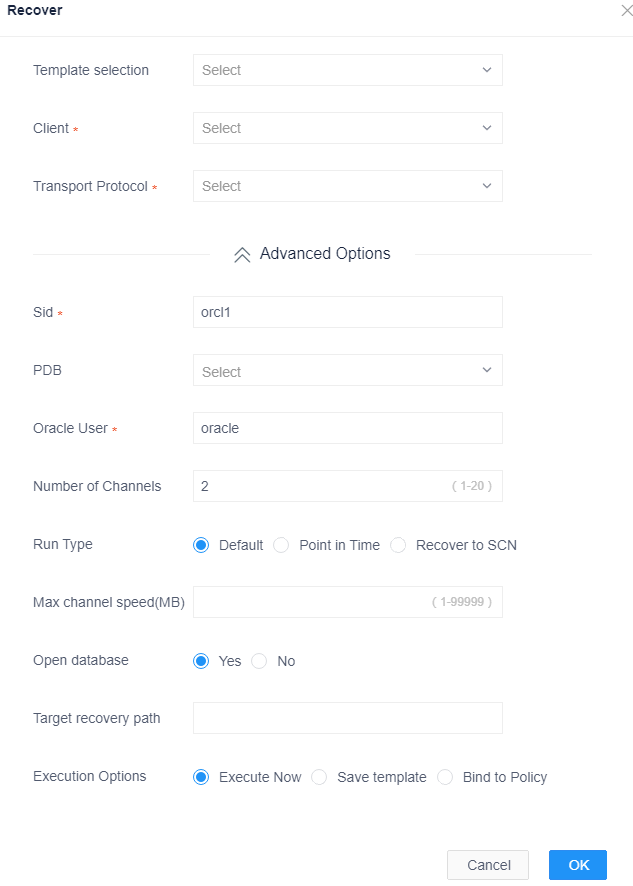 Recover
Template selection Select
Client * Select
Transport Protocol * Select
Advanced Options
Sid * orcl1
PDB Select
Oracle User * oracle
Number of Channels 2 ( 1-20 )
Run Type Default Point in Time Recover to SCN
Max channel speed(MB) ( 1-99999 )
Open database Yes No
Target recovery path
Execution Options Execute Now Save template Bind to Policy
Cancel OK